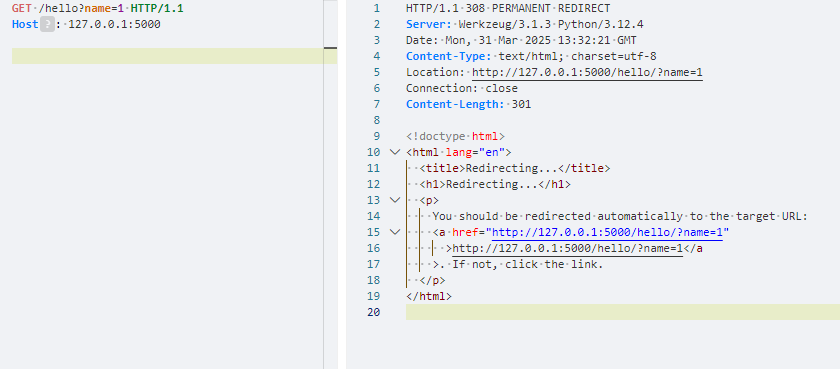 GET /hello?name=1 HTTP/1.1
Host ? : 127.0.0.1:5000
1 HTTP/1.1 308 PERMANENT REDIRECT
2 Server: Werkzeug/3.1.3 Python/3.12.4
3 Date: Mon, 31 Mar 2025 13:32:21 GMT
4 Content-Type: text/html; charset=utf-8
5 Location: http://127.0.0.1:5000/hello/?name=1
6 Connection: close
7 Content-Length: 301
8
9 <!doctype html>
10 <html lang="en">
11 <title>Redirecting...</title>
12 <h1>Redirecting...</h1>
13 <p>
14 You should be redirected automatically to the target URL:
15 <a href="http://127.0.0.1:5000/hello/?name=1"
16 >http://127.0.0.1:5000/hello/?name=1</a
17 >. If not, click the link.
18 </p>
19 </html>
20